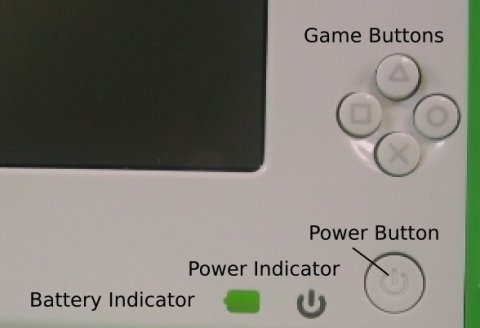 Game Buttons
Power Button
Power Indicator
Battery Indicator